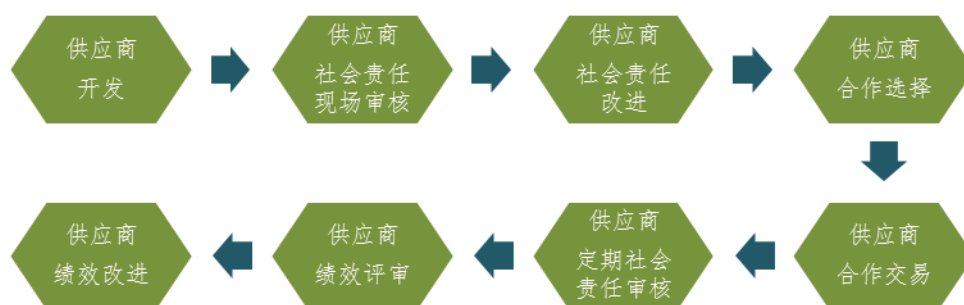 供应商
开发
供应商
社会责任
现场审核
供应商
社会责任
改进
供应商
合作选择
供应商
合作交易
供应商
定期社会
责任审核
供应商
绩效评审
供应商
绩效改进